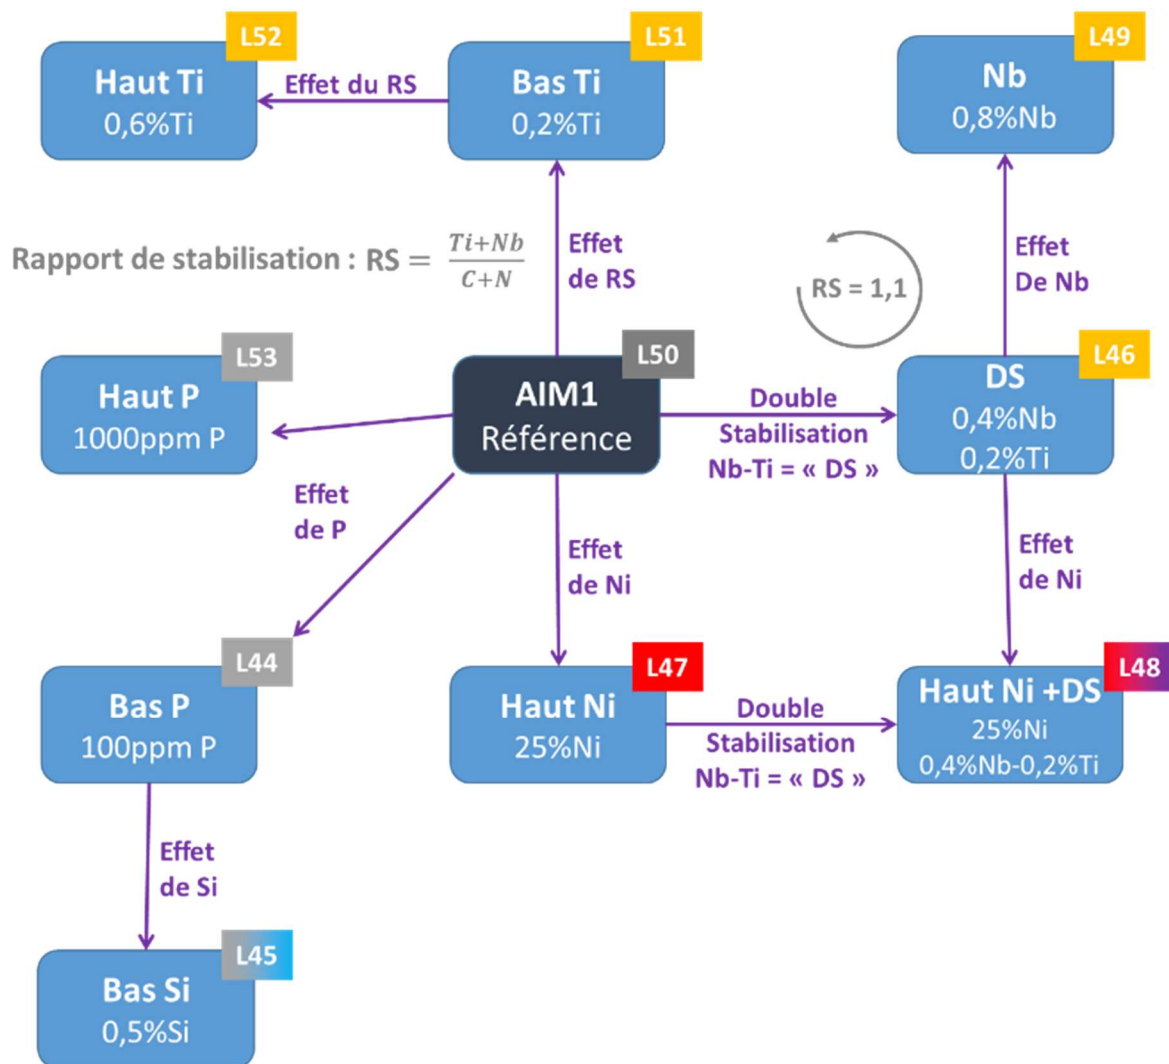 L52
Haut Ti
0,6%Ti
Effet du RS
L51
Bas Ti
0,2%Ti
L49
Nb
0,8%Nb
Rapport de stabilisation : RS = Ti+Nb / C+N
Effet
de RS
RS = 1,1
Effet
De Nb
L53
Haut P
1000ppm P
L50
AIM1
Référence
Double
Stabilisation
Nb-Ti = « DS »
L46
DS
0,4%Nb
0,2%Ti
Effet
de P
Effet
de Ni
Effet
de Ni
L44
Bas P
100ppm P
L47
Haut Ni
25%Ni
Double
Stabilisation
Nb-Ti = « DS »
L48
Haut Ni +DS
25%Ni
0,4%Nb-0,2%Ti
Effet
de Si
L45
Bas Si
0,5%Si